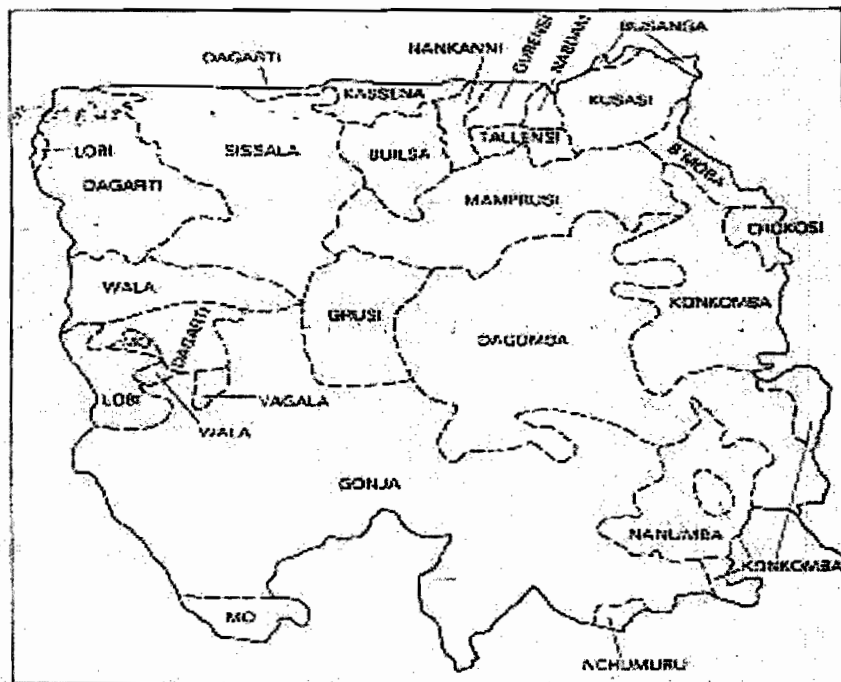 BUSANGA
NANKANNI
GURENSI
NABDAM
DAGARTI
KASSENA
KUSASI
LOBI
SISSALA
BUILSA
TALLENSI
B'MOBA
DAGARTI
MAMPRUSI
CHOKOSI
WALA
GRUSI
KONKOMBA
DAGARTI
DAGOMBA
LOBI
VAGALA
WALA
GONJA
NANUMBA
KONKOMBA
MO
NCHUMURU